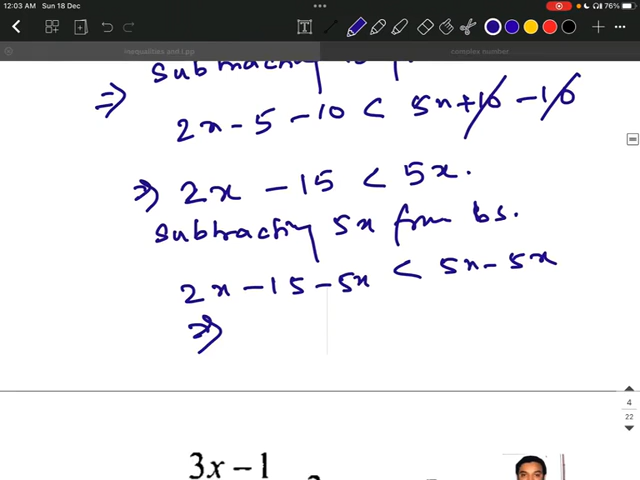 12:03 AM Sun 18 Dec
76%
inequalities and l.pp
complex number
Subtracting
⇒ 2x - 5 - 10 < 5x + 10 - 10
⇒ 2x - 15 < 5x.
Subtracting 5x from bs.
2x - 15 - 5x < 5x - 5x
⇒
4
22
3x - 1